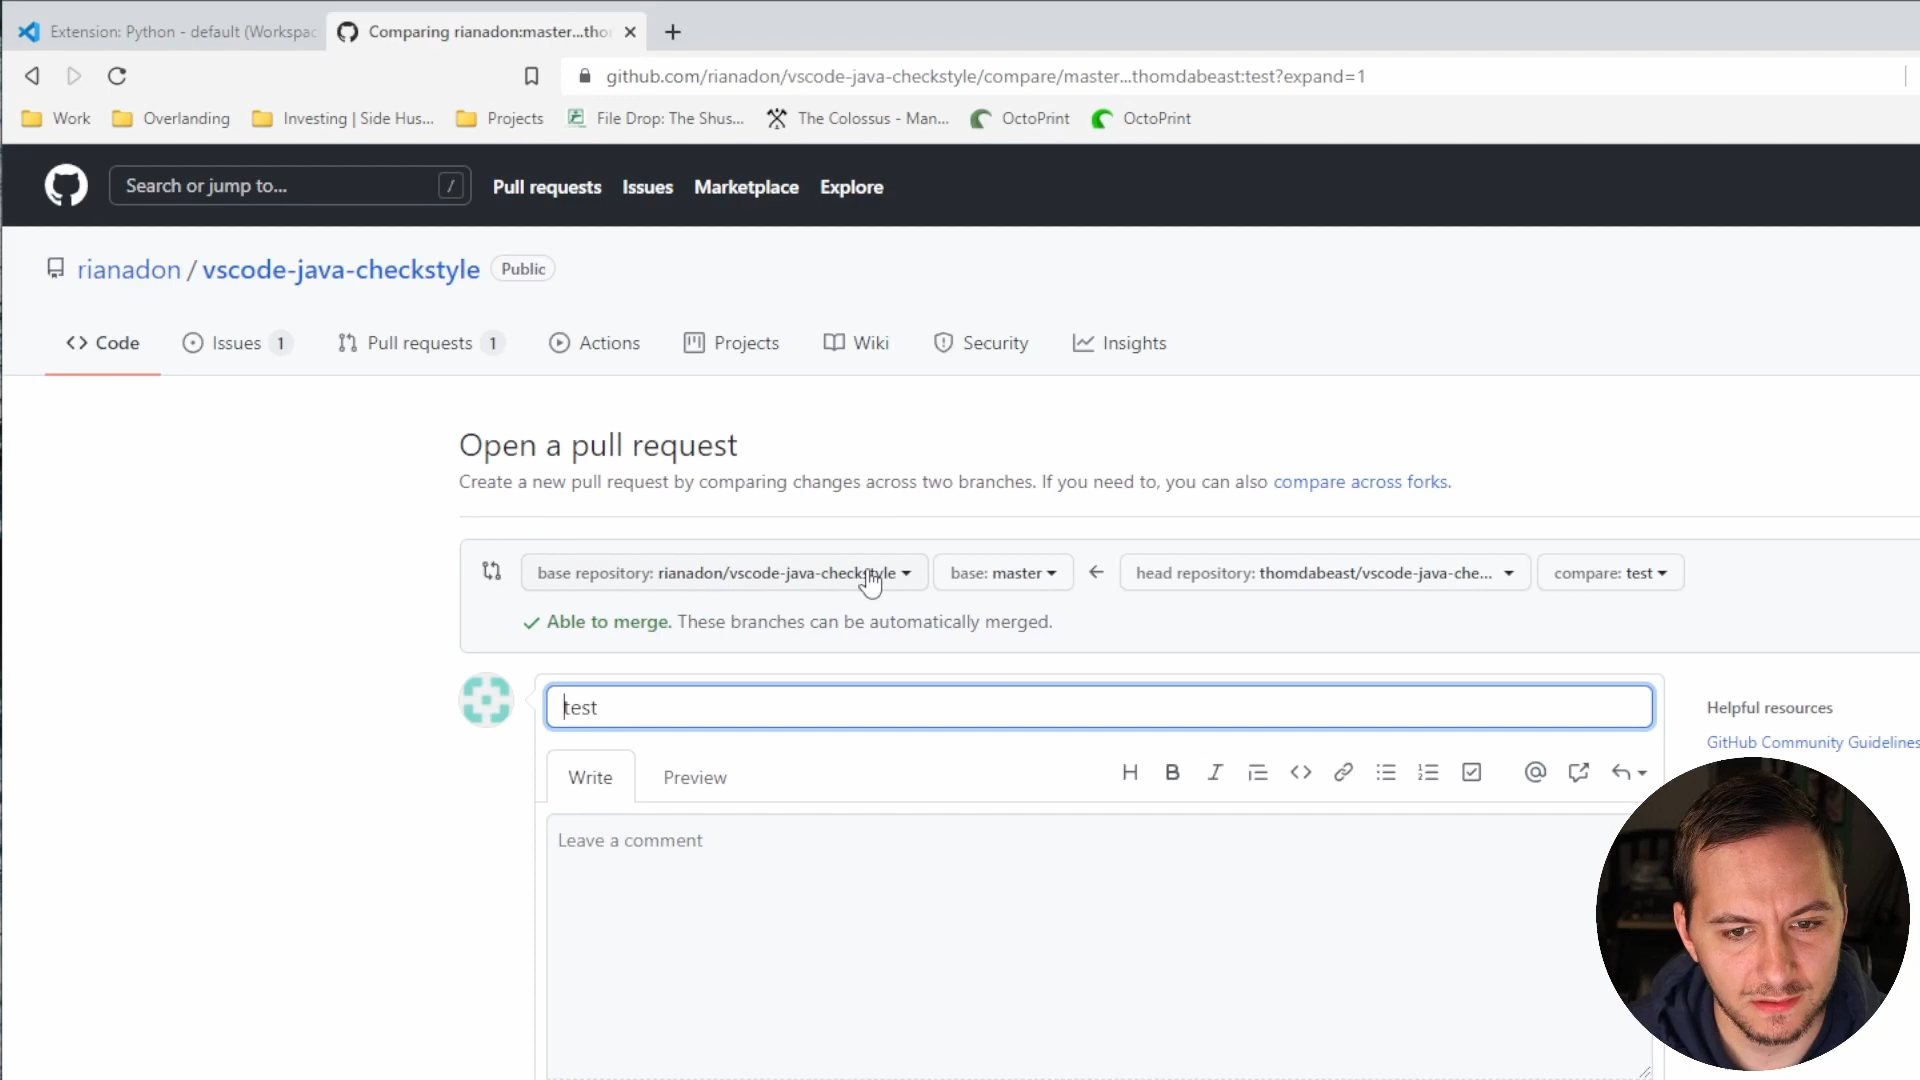 Extension: Python - default (Workspac
Comparing rianadon:master...tho
github.com/rianadon/vscode-java-checkstyle/compare/master...thomdabeast:test?expand=1
Work
Overlanding
Investing | Side Hus...
Projects
File Drop: The Shus...
The Colossus - Man...
OctoPrint
OctoPrint
Search or jump to...
/
Pull requests
Issues
Marketplace
Explore
rianadon / vscode-java-checkstyle
Public
Code
Issues 1
Pull requests 1
Actions
Projects
Wiki
Security
Insights
Open a pull request
Create a new pull request by comparing changes across two branches. If you need to, you can also compare across forks.
base repository: rianadon/vscode-java-checkstyle
base: master
head repository: thomdabeast/vscode-java-che...
compare: test
Able to merge. These branches can be automatically merged.
test
Helpful resources
GitHub Community Guidelines
Write
Preview
Leave a comment